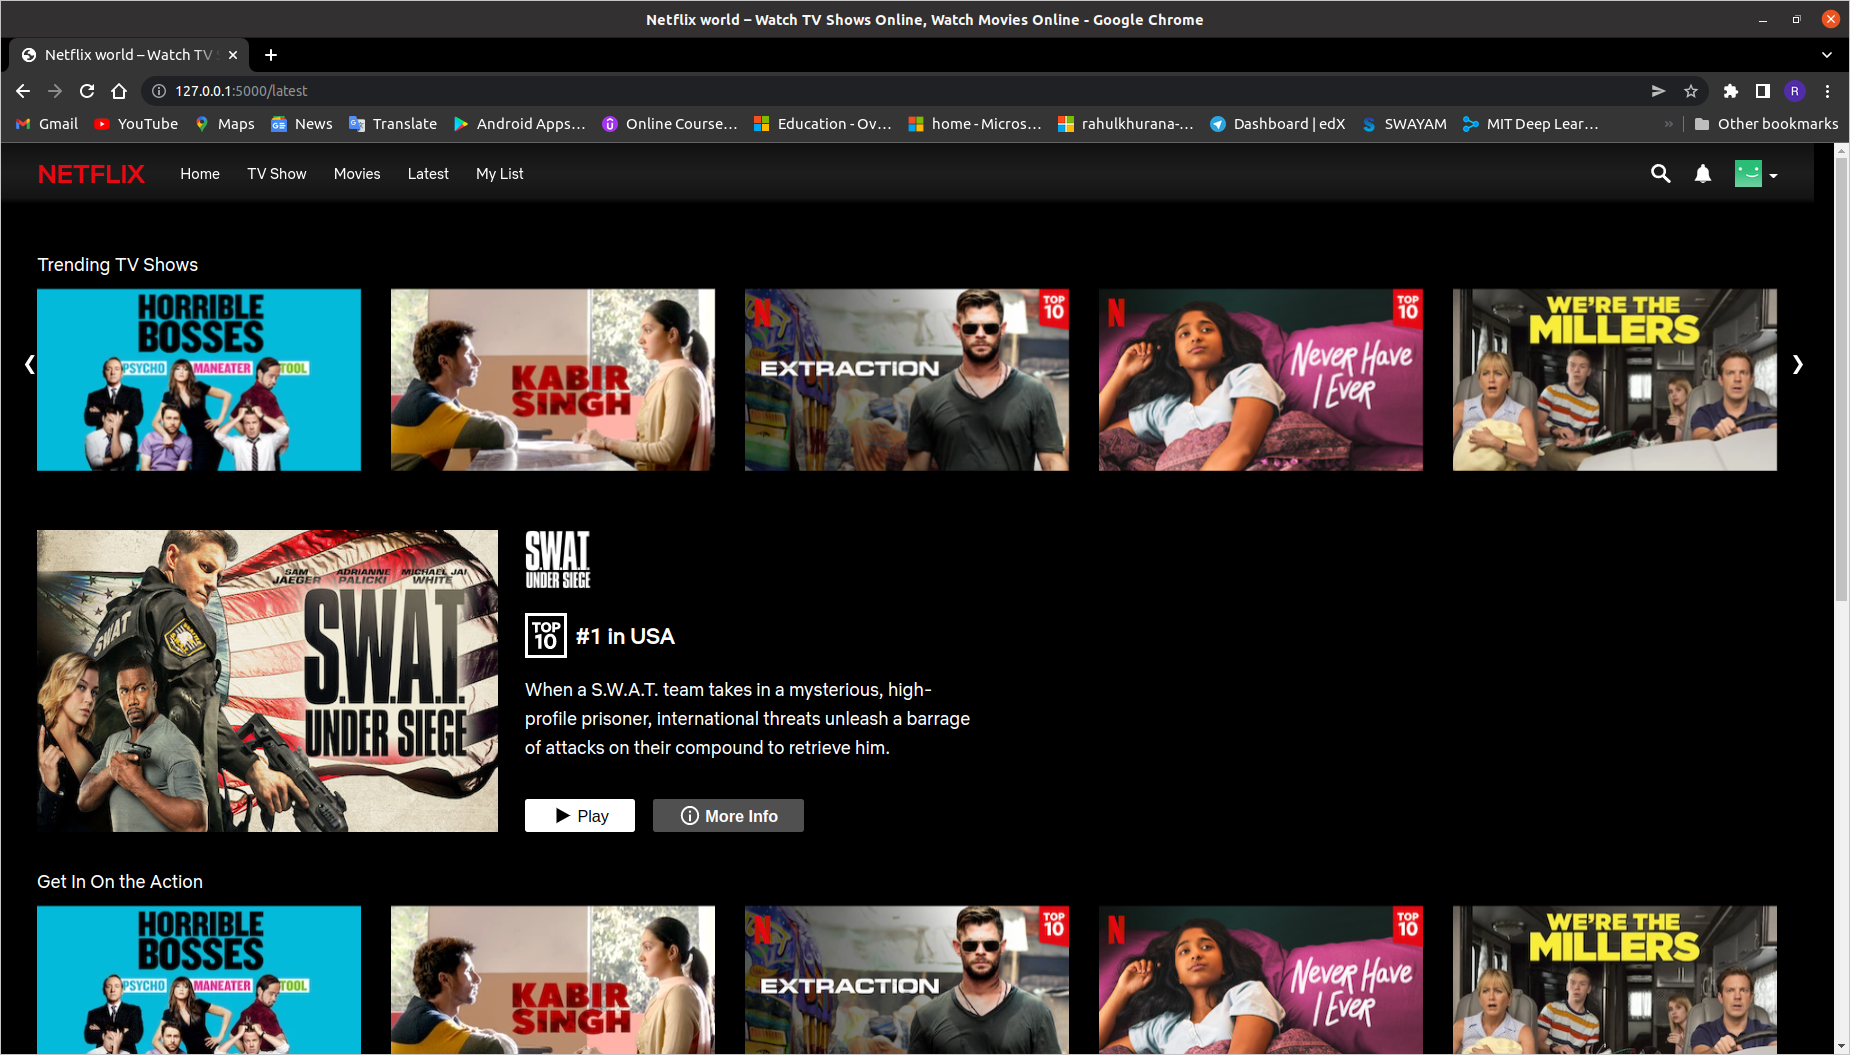 Netflix world – Watch TV Shows Online, Watch Movies Online - Google Chrome
Netflix world – Watch TV S
127.0.0.1:5000/latest
R
Gmail YouTube Maps News Translate Android Apps... Online Course... Education - Ov... home - Micros... rahulkhurana-... Dashboard | edX SWAYAM MIT Deep Lear... » Other bookmarks
NETFLIX Home TV Show Movies Latest My List
Trending TV Shows
HORRIBLE
BOSSES
PSYCHO MANEATER TOOL
KABIR
SINGH
N
TOP
10
EXTRACTION
N
TOP
10
NEVER HAVE
I EVER
WE'RE THE
MILLERS
SWAT
SAM
JAEGER
ADRIANNE
PALICKI
MICHAEL JAI
WHITE
S.W.A.T.
UNDER SIEGE
S.W.A.T.
UNDER SIEGE
TOP
10
#1 in USA
When a S.W.A.T. team takes in a mysterious, high-
profile prisoner, international threats unleash a barrage
of attacks on their compound to retrieve him.
Play More Info
Get In On the Action
HORRIBLE
BOSSES
PSYCHO MANEATER TOOL
KABIR
SINGH
N
TOP
10
EXTRACTION
N
TOP
10
NEVER HAVE
I EVER
WE'RE THE
MILLERS